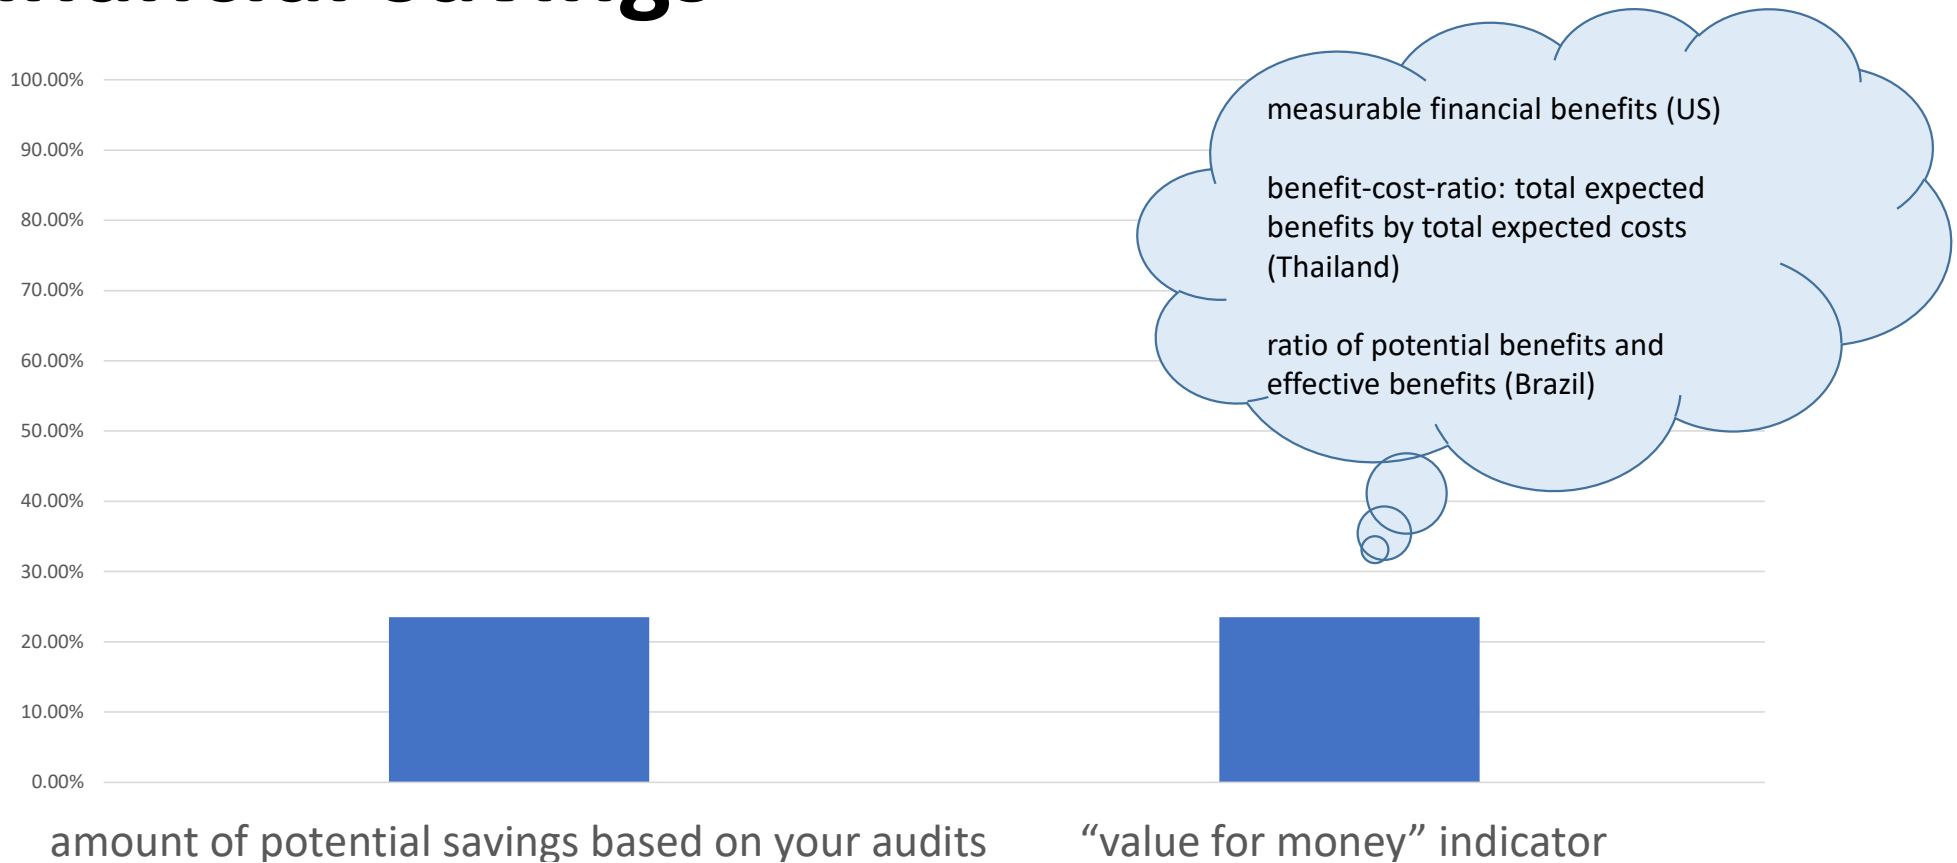 100.00%
90.00%
80.00%
70.00%
60.00%
50.00%
40.00%
30.00%
20.00%
10.00%
0.00%
measurable financial benefits (US)
benefit-cost-ratio: total expected
benefits by total expected costs
(Thailand)
ratio of potential benefits and
effective benefits (Brazil)
amount of potential savings based on your audits
“value for money” indicator